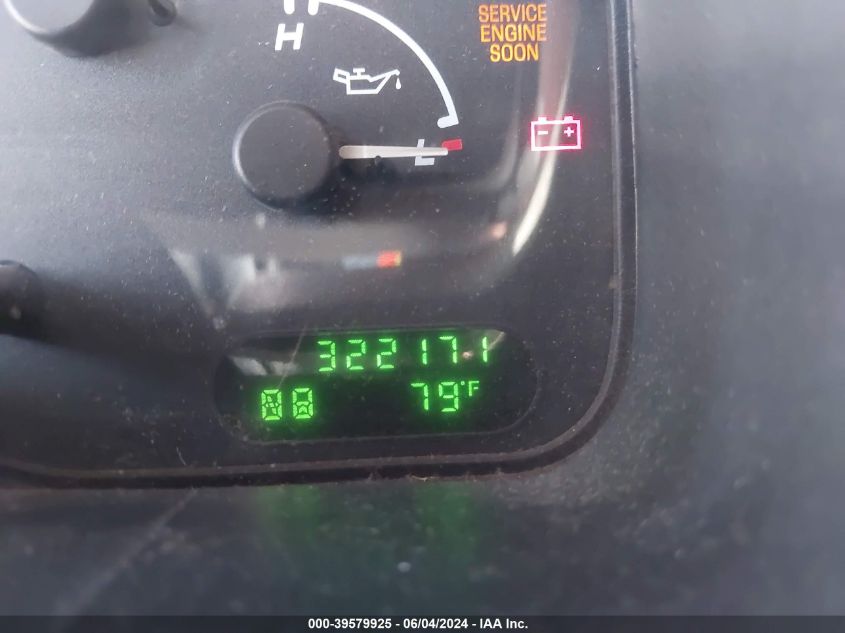 H
SERVICE
ENGINE
SOON
L
322171
79°F
000-39579925 - 06/04/2024 - IAA Inc.